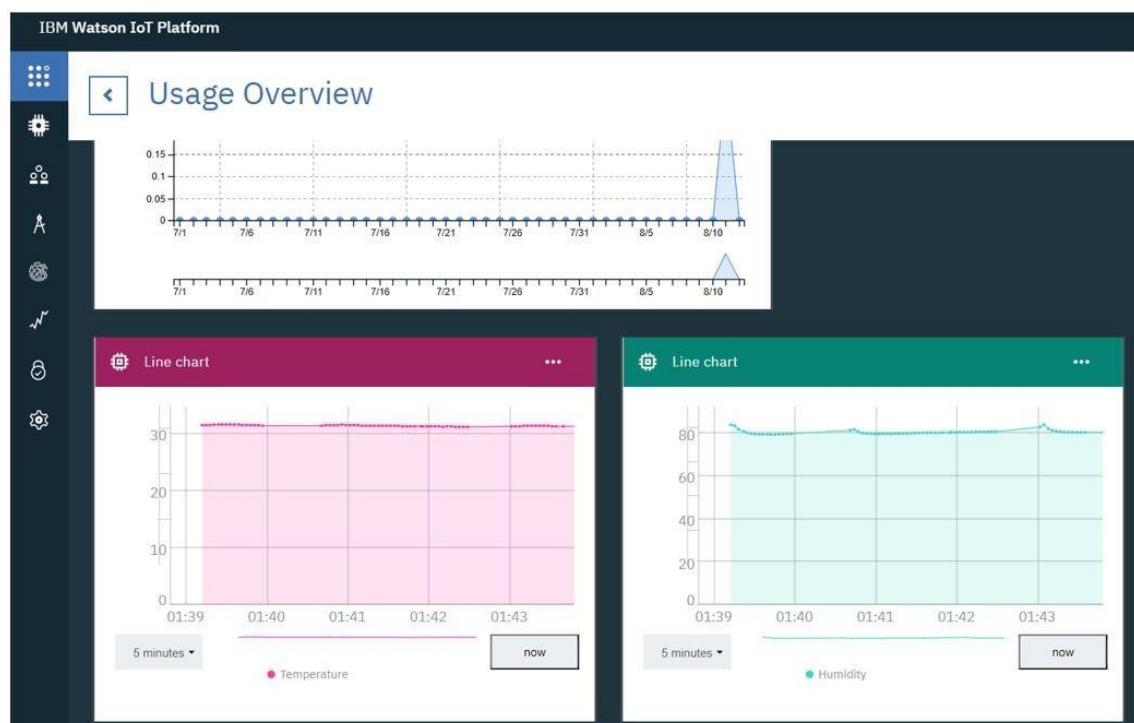 IBM Watson IoT Platform
Usage Overview
0.15
0.1
0.05
0
7/1 7/6 7/11 7/16 7/21 7/26 7/31 8/5 8/10
7/1 7/6 7/11 7/16 7/21 7/26 7/31 8/5 8/10
Line chart
30
20
10
0
01:39 01:40 01:41 01:42 01:43
5 minutes
now
Temperature
Line chart
80
60
40
20
0
01:39 01:40 01:41 01:42 01:43
5 minutes
now
Humidity